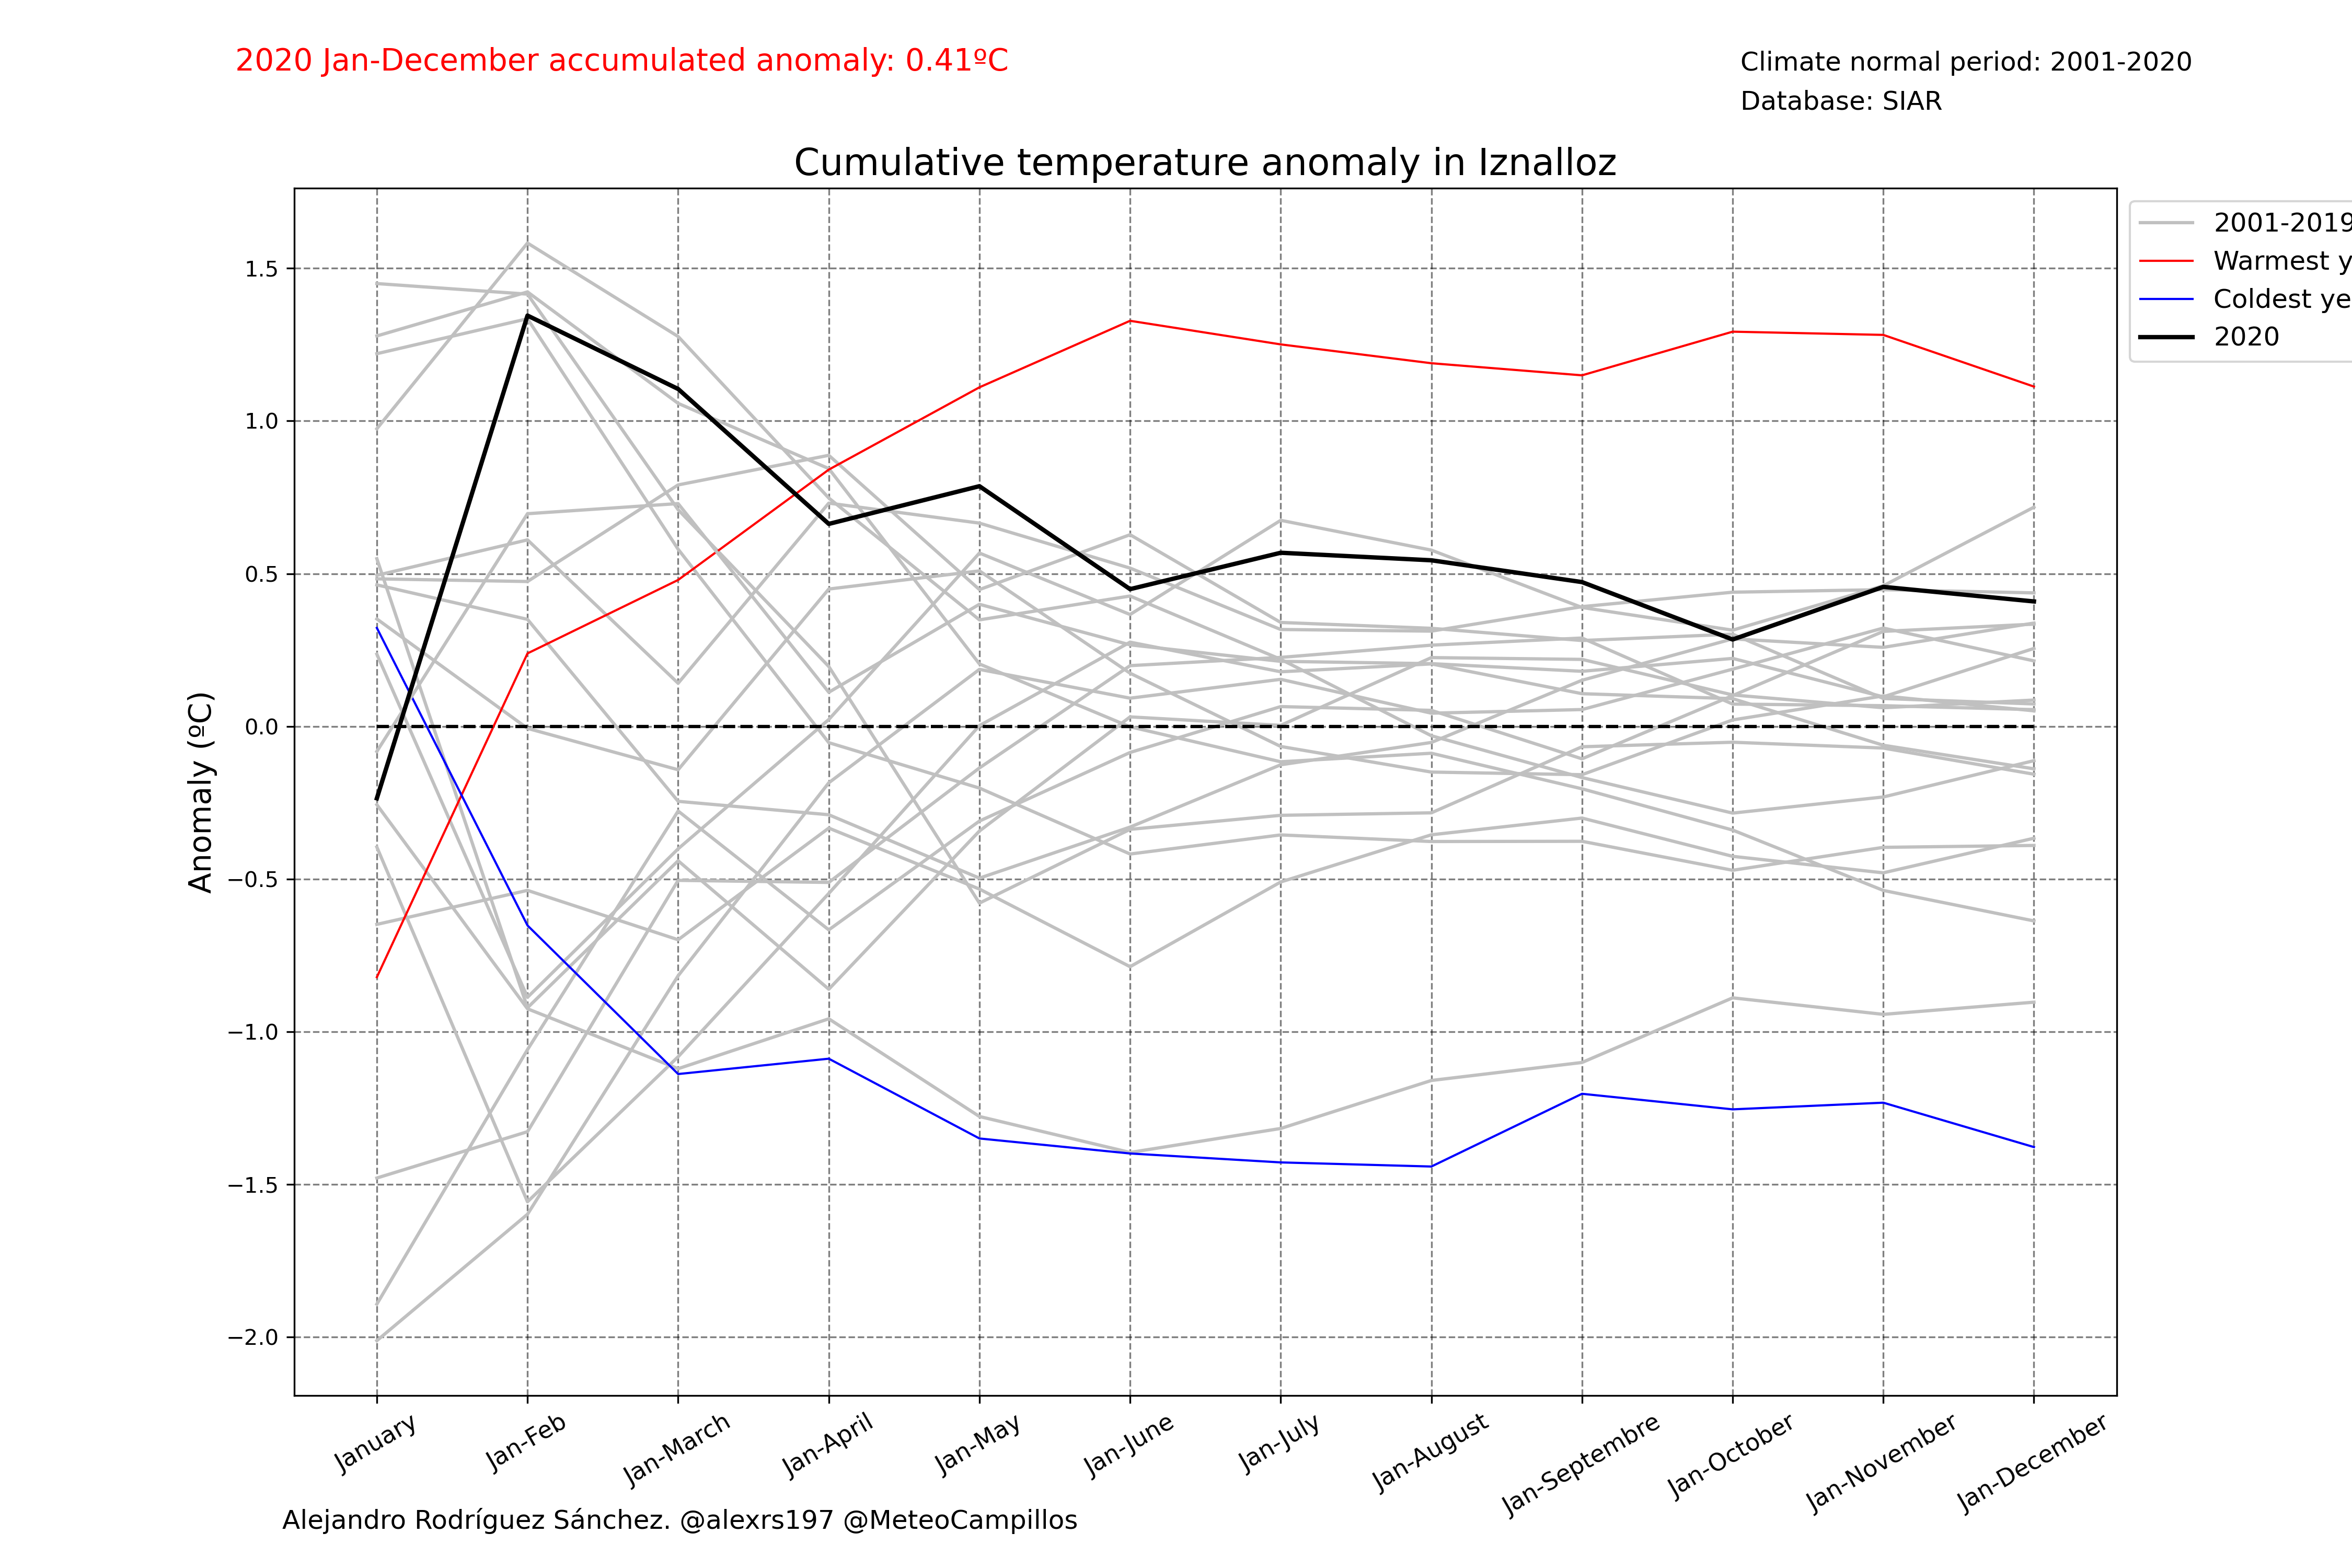 2020 Jan-December accumulated anomaly: 0.41ºC
Climate normal period: 2001-2020
Database: SIAR
Cumulative temperature anomaly in Iznalloz
2001-2019
Warmest y
Coldest ye
2020
Anomaly (ºC)
1.5
1.0
0.5
0.0
−0.5
−1.0
−1.5
−2.0
January
Jan-Feb
Jan-March
Jan-April
Jan-May
Jan-June
Jan-July
Jan-August
Jan-Septembre
Jan-October
Jan-November
Jan-December
Alejandro Rodríguez Sánchez. @alexrs197 @MeteoCampillos